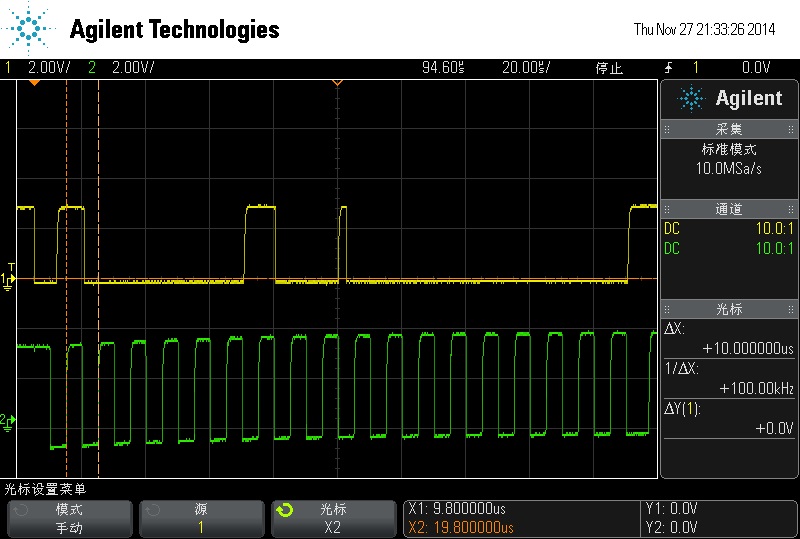 Agilent Technologies
Thu Nov 27 21:33:26 2014
1 2.00V/ 2 2.00V/ 94.60us 20.00us/ 停止 1 0.0V
Agilent
采集
标准模式
10.0MSa/s
通道
DC 10.0:1
DC 10.0:1
光标
ΔX:
+10.000000us
1/ΔX:
+100.00kHz
ΔY(1):
+0.0V
T
1
2
光标设置菜单
模式
手动
源
1
光标
X2
X1: 9.800000us
X2: 19.800000us
Y1: 0.0V
Y2: 0.0V